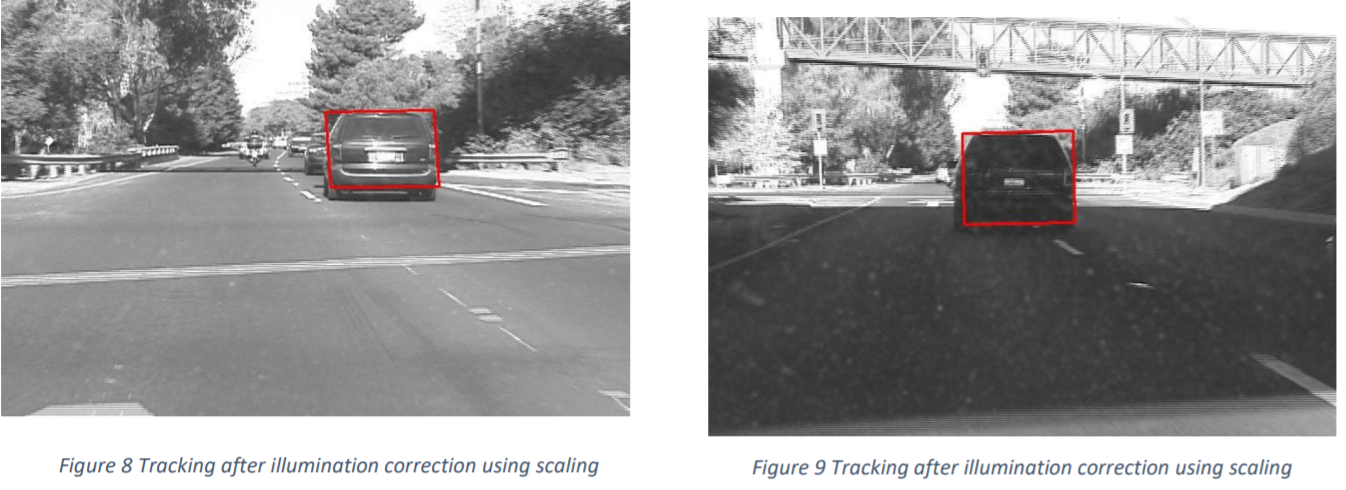 Figure 8 Tracking after illumination correction using scaling
Figure 9 Tracking after illumination correction using scaling